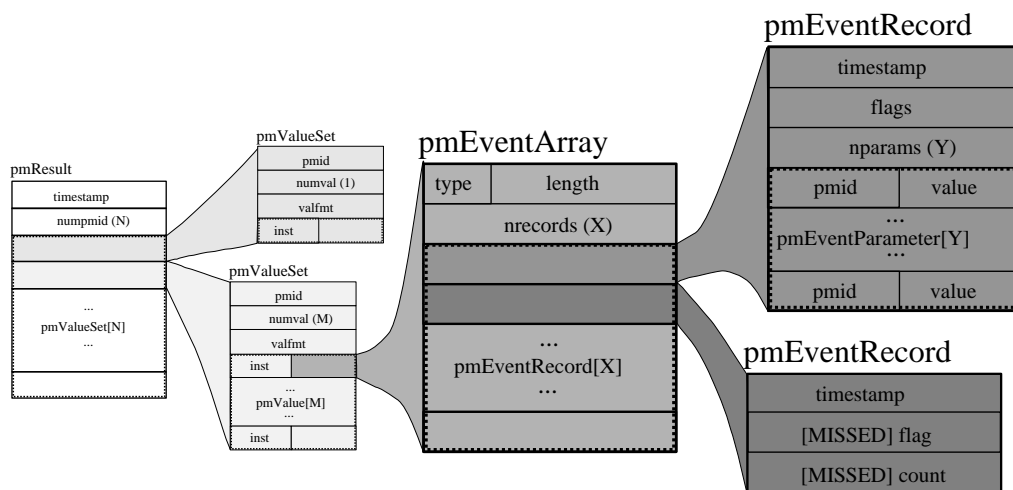 pmResult
timestamp
numpmid (N)
...
pmValueSet[N]
...
pmValueSet
pmid
numval (1)
valfmt
inst
pmValueSet
pmid
numval (M)
valfmt
inst
...
pmValue[M]
...
inst
pmEventArray
type length
nrecords (X)
...
pmEventRecord[X]
...
pmEventRecord
timestamp
flags
nparams (Y)
pmid value
...
pmEventParameter[Y]
...
pmid value
pmEventRecord
timestamp
[MISSED] flag
[MISSED] count